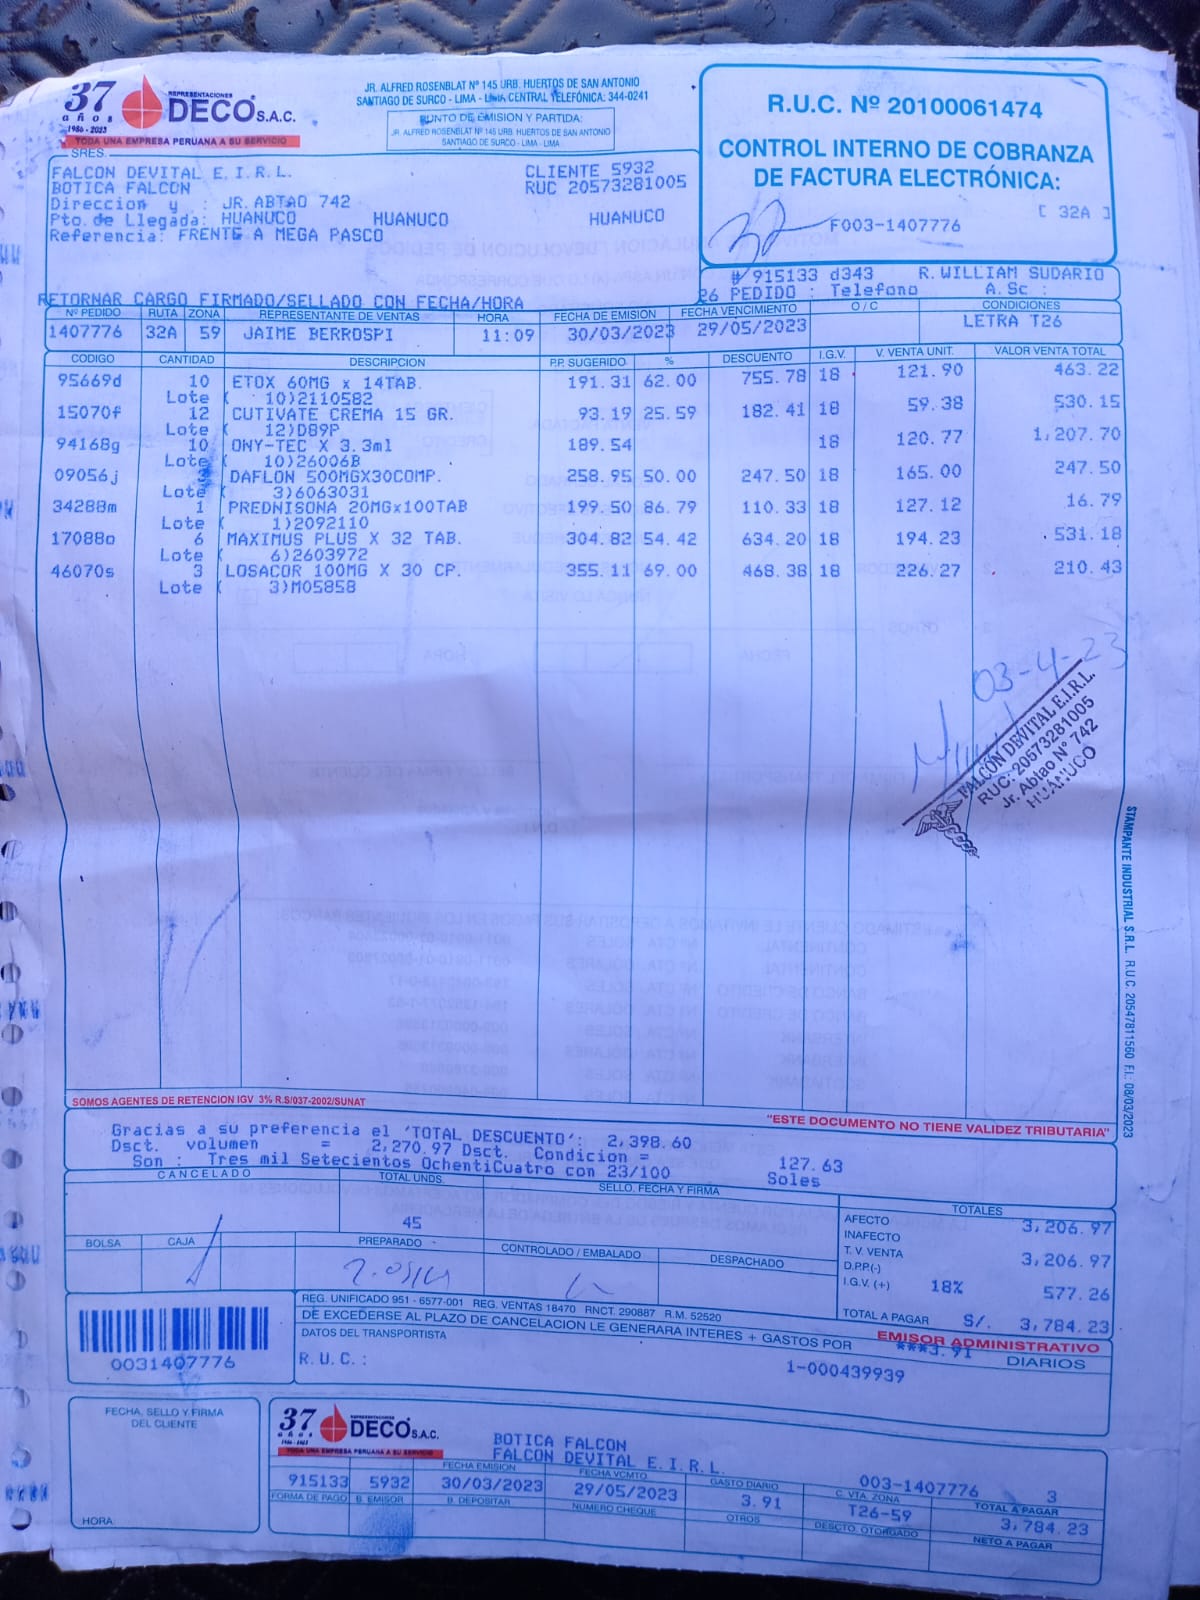 37 años
1986 - 2023
REPRESENTACIONES
DECO S.A.C.
TODA UNA EMPRESA PERUANA A SU SERVICIO
JR. ALFRED ROSENBLAT Nº 145 URB. HUERTOS DE SAN ANTONIO
SANTIAGO DE SURCO - LIMA - LIMA CENTRAL TELEFÓNICA: 344-0241
PUNTO DE EMISION Y PARTIDA:
JR. ALFRED ROSENBLAT Nº 145 URB. HUERTOS DE SAN ANTONIO
SANTIAGO DE SURCO - LIMA - LIMA
R.U.C. Nº 20100061474
CONTROL INTERNO DE COBRANZA
DE FACTURA ELECTRÓNICA:
[ 32A ]
32
F003-1407776
SRES.
FALCON DEVITAL E.I.R.L. CLIENTE 5932
BOTICA FALCON RUC 20573281005
Direccion y : JR. ABTAO 742
Pto.de Llegada: HUANUCO HUANUCO HUANUCO
Referencia: FRENTE A MEGA PASCO
# 915133 d343 R.WILLIAM SUDARIO
26 PEDIDO : Telefono A.Sc :
RETORNAR CARGO FIRMADO/SELLADO CON FECHA/HORA
Nº PEDIDO RUTA ZONA REPRESENTANTE DE VENTAS HORA FECHA DE EMISION FECHA VENCIMIENTO O / C CONDICIONES
1407776 32A 59 JAIME BERROSPI 11:09 30/03/2023 29/05/2023 LETRA T26
CODIGO CANTIDAD DESCRIPCION P.P. SUGERIDO % DESCUENTO I.G.V. V. VENTA UNIT. VALOR VENTA TOTAL
95669d 10 ETOX 60MG x 14TAB. 191.31 62.00 755.78 18 121.90 463.22
Lote ( 10)2110582
15070f 12 CUTIVATE CREMA 15 GR. 93.19 25.59 182.41 18 59.38 530.15
Lote ( 12)D89P
94168g 10 ONY-TEC X 3.3ml 189.54 18 120.77 1,207.70
Lote ( 10)26006B
09056j DAFLON 500MGX30COMP. 258.95 50.00 247.50 18 165.00 247.50
Lote ( 3)6063031
34288m 1 PREDNISONA 20MGx100TAB 199.50 86.79 110.33 18 127.12 16.79
Lote ( 1)2092110
17088o 6 MAXIMUS PLUS X 32 TAB. 304.82 54.42 634.20 18 194.23 531.18
Lote ( 6)2603972
46070s 3 LOSACOR 100MG X 30 CP. 355.11 69.00 468.38 18 226.27 210.43
Lote ( 3)M05858
03-4-23
FALCÓN DEVITAL E.I.R.L.
RUC: 20573281005
Jr. Abtao N° 742
HUÁNUCO
STAMPANTE INDUSTRIAL S.R.L. R.U.C. 20547811560 F.I.: 08/03/2023
SOMOS AGENTES DE RETENCION IGV 3% R.S/037-2002/SUNAT
"ESTE DOCUMENTO NO TIENE VALIDEZ TRIBUTARIA"
Gracias a su preferencia el 'TOTAL DESCUENTO': 2,398.60
Dsct. volumen = 2,270.97 Dsct. Condicion = 127.63
Son : Tres mil Setecientos OchentiCuatro con 23/100 Soles
CANCELADO TOTAL UNDS. SELLO, FECHA Y FIRMA TOTALES
45
AFECTO 3,206.97
INAFECTO
T. V. VENTA 3,206.97
D.P.P.(-)
I.G.V. (+) 18% 577.26
TOTAL A PAGAR S/. 3,784.23
BOLSA CAJA PREPARADO CONTROLADO / EMBALADO DESPACHADO
REG. UNIFICADO 951 - 6577-001 REG. VENTAS 18470 RNCT. 290887 R.M. 52520
EMISOR ADMINISTRATIVO
DE EXCEDERSE AL PLAZO DE CANCELACION LE GENERARA INTERES + GASTOS POR ***3.91 DIARIOS
DATOS DEL TRANSPORTISTA
R.U.C.:
1-000439939
0031407776
FECHA, SELLO Y FIRMA
DEL CLIENTE
HORA:
37 años
1986 - 2023
REPRESENTACIONES
DECO S.A.C.
TODA UNA EMPRESA PERUANA A SU SERVICIO
BOTICA FALCON
FALCON DEVITAL E.I.R.L.
FECHA EMISION FECHA VCMTO GASTO DIARIO C. VTA. ZONA TOTAL A PAGAR
915133 5932 30/03/2023 29/05/2023 3.91 003-1407776 3
T26-59 3,784.23
FORMA DE PAGO B. EMISOR B. DEPOSITAR NUMERO CHEQUE OTROS DESCTO. OTORGADO NETO A PAGAR